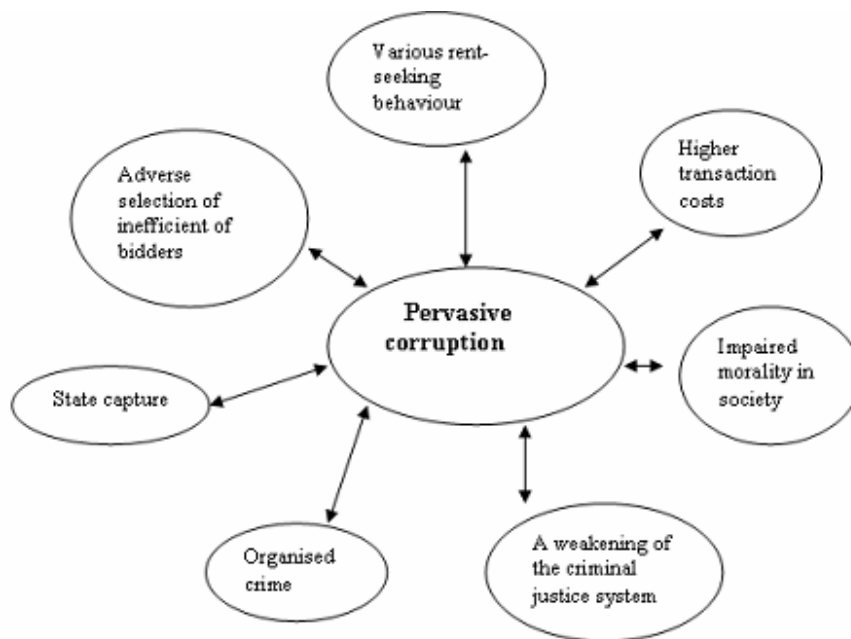 Various rent-
seeking
behaviour
Higher
transaction
costs
Adverse
selection of
inefficient of
bidders
Pervasive
corruption
Impaired
morality in
society
State capture
Organised
crime
A weakening of
the criminal
justice system